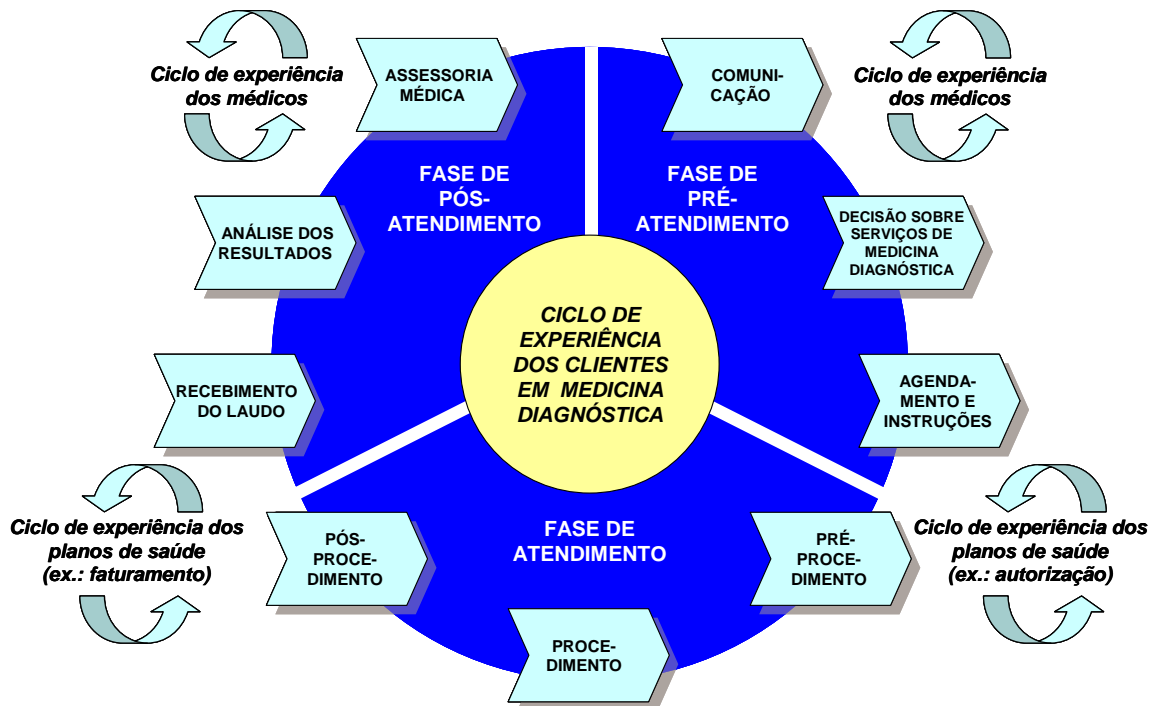 Ciclo de experiência
dos médicos
ASSESSORIA
MÉDICA
COMUNI-
CAÇÃO
Ciclo de experiência
dos médicos
FASE DE
PÓS-
ATENDIMENTO
FASE DE
PRÉ-
ATENDIMENTO
ANÁLISE DOS
RESULTADOS
DECISÃO SOBRE
SERVIÇOS DE
MEDICINA
DIAGNÓSTICA
CICLO DE
EXPERIÊNCIA
DOS CLIENTES
EM MEDICINA
DIAGNÓSTICA
RECEBIMENTO
DO LAUDO
AGENDA-
MENTO E
INSTRUÇÕES
Ciclo de experiência dos
planos de saúde
(ex.: faturamento)
PÓS-
PROCE-
DIMENTO
FASE DE
ATENDIMENTO
PRÉ-
PROCE-
DIMENTO
Ciclo de experiência dos
planos de saúde
(ex.: autorização)
PROCE-
DIMENTO